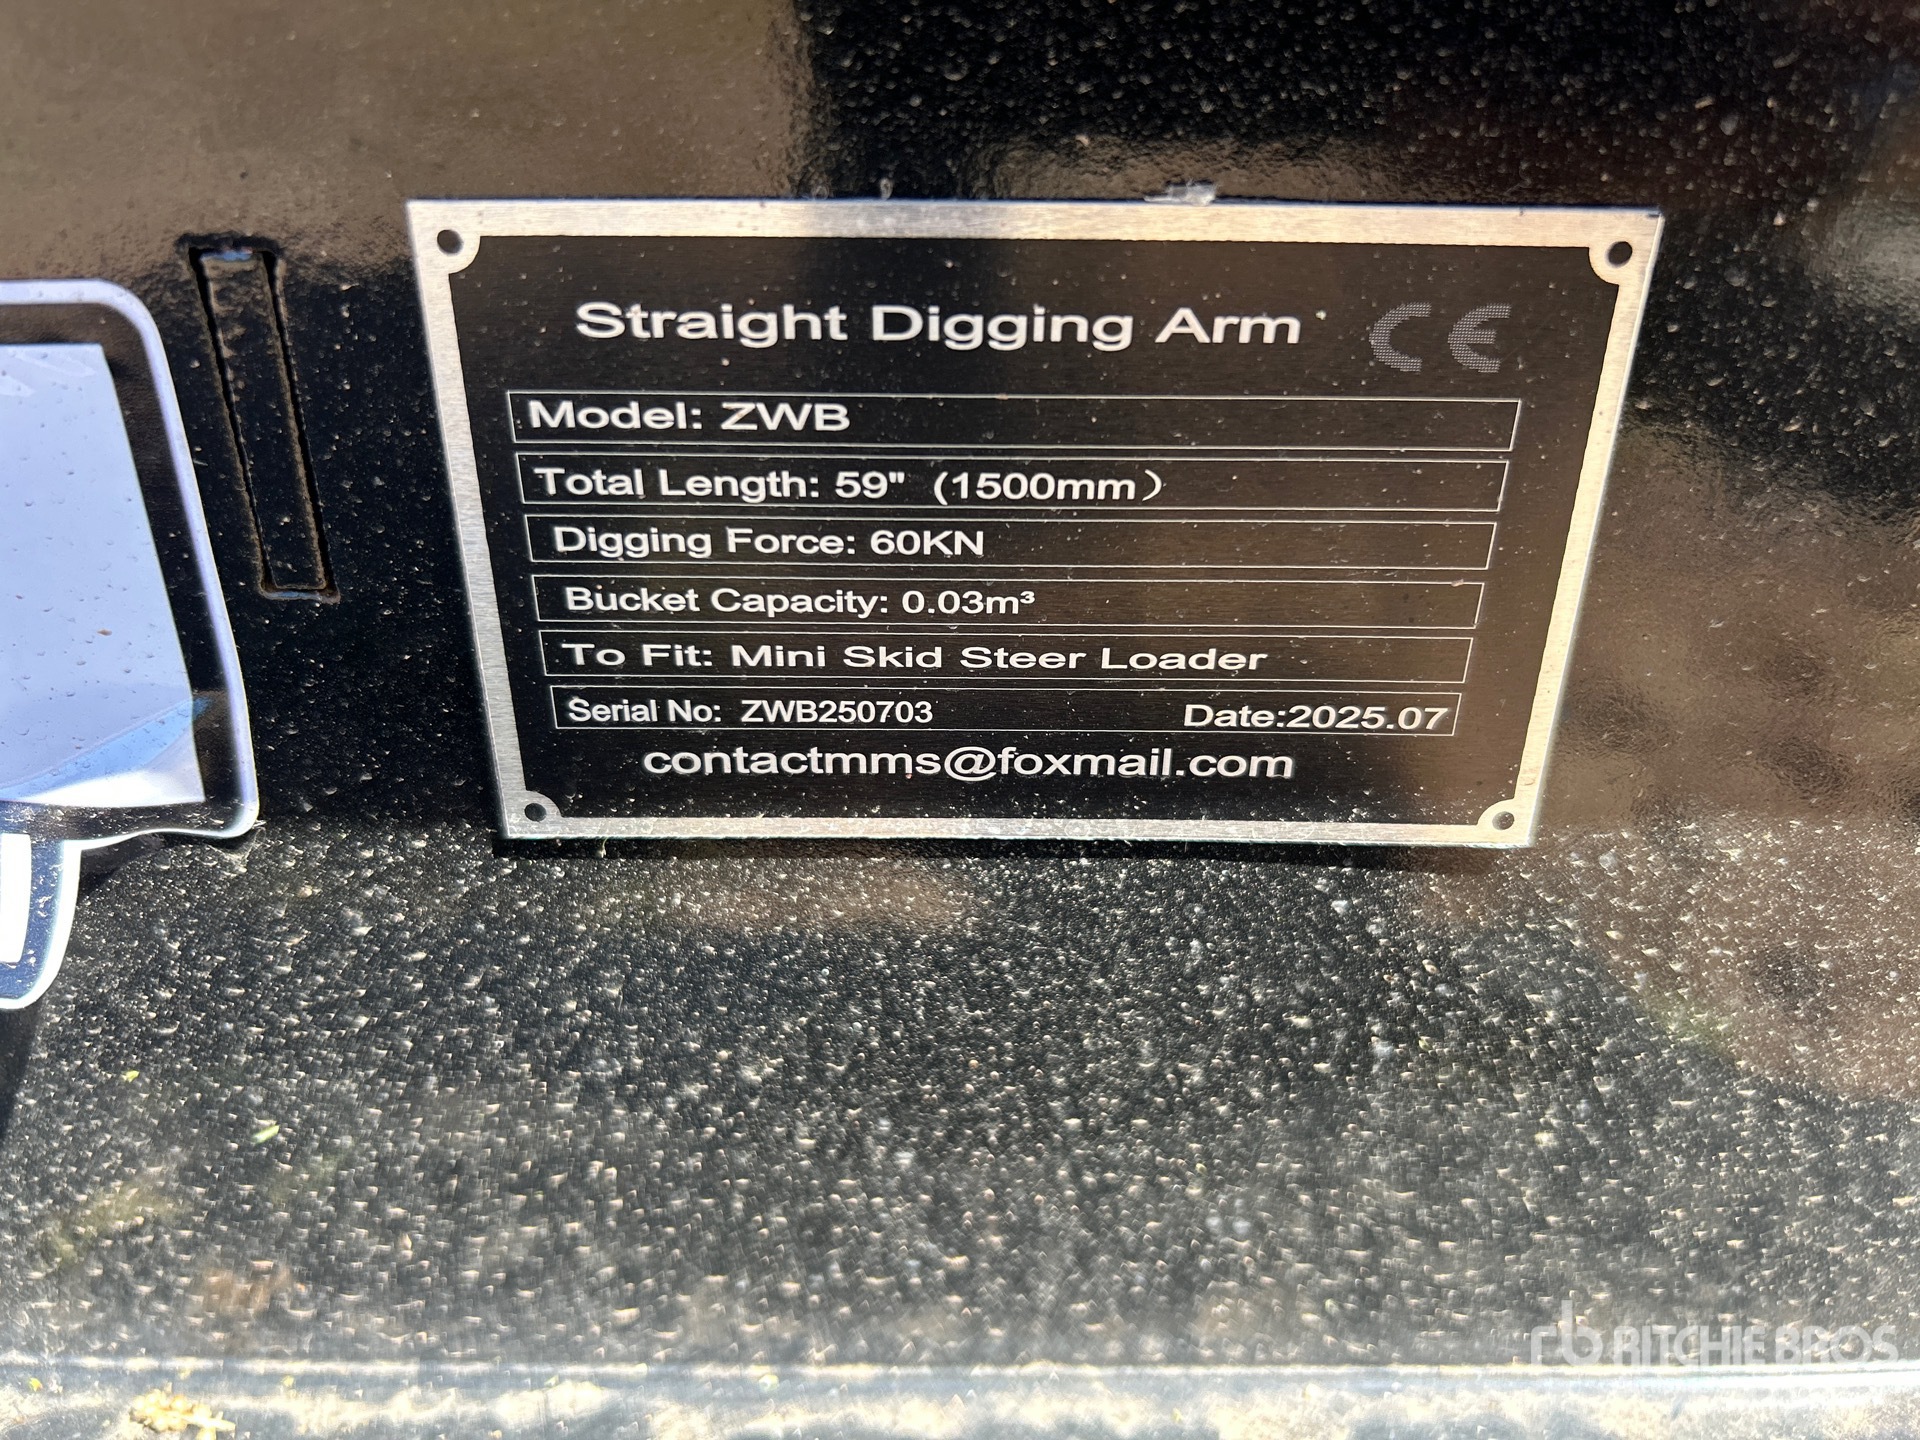 Straight Digging Arm CE
Model: ZWB
Total Length: 59" (1500mm）
Digging Force: 60KN
Bucket Capacity: 0.03m³
To Fit: Mini Skid Steer Loader
Serial No: ZWB250703 Date:2025.07
contactmms@foxmail.com
rb RITCHIE BROS